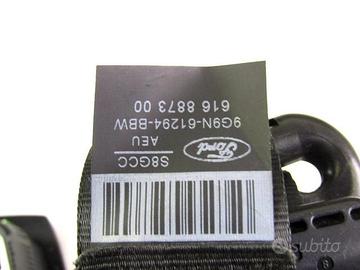 S8GCC
AEU
9G9N-61294-BBW
616 8873 00
Ford
subito